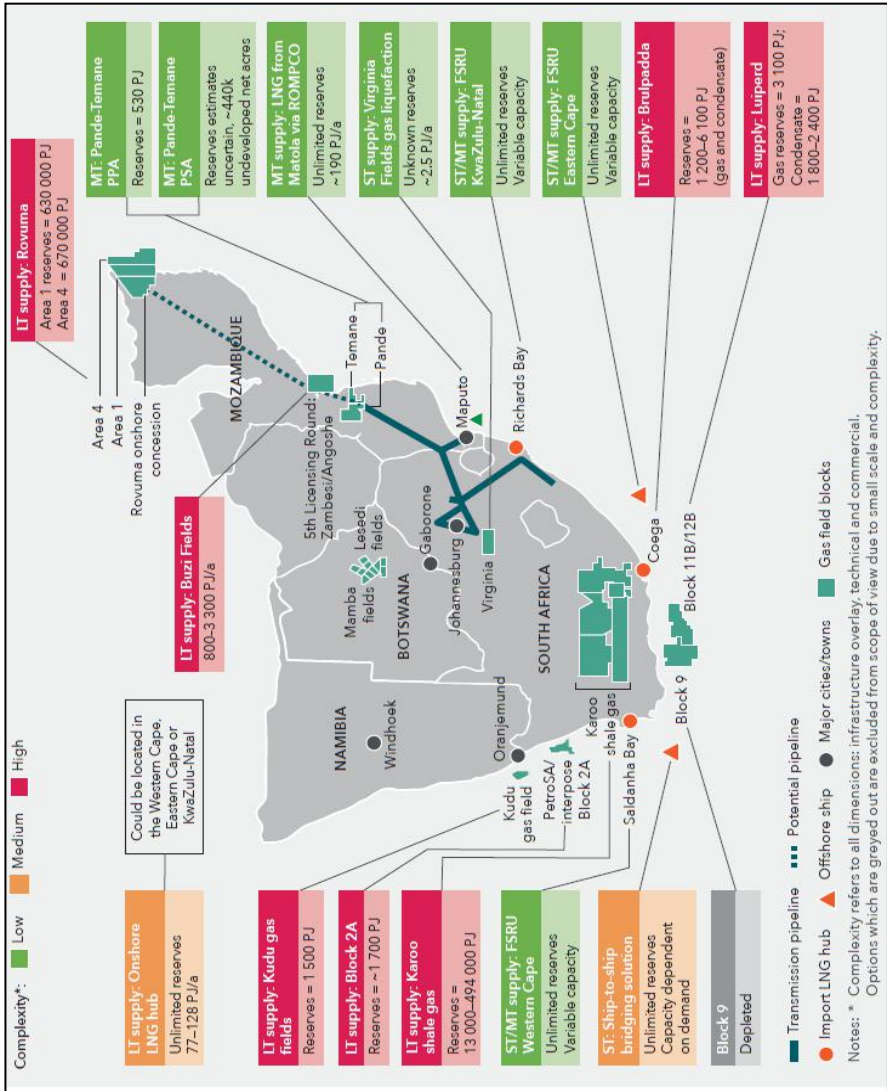 Complexity*:
Low
Medium
High
LT supply: Onshore
LNG hub
Unlimited reserves
77–128 PJ/a
Could be located in
the Western Cape,
Eastern Cape or
KwaZulu-Natal
LT supply: Buzi Fields
800–3 300 PJ/a
LT supply: Rovuma
Area 1 reserves = 630 000 PJ
Area 4 = 670 000 PJ
LT supply: Kudu gas
fields
Reserves = 1 500 PJ
LT supply: Block 2A
Reserves = ~1 700 PJ
LT supply: Karoo
shale gas
Reserves =
13 000–494 000 PJ
ST/MT supply: FSRU
Western Cape
Unlimited reserves
Variable capacity
ST: Ship-to-ship
bridging solution
Unlimited reserves
Capacity dependent
on demand
Block 9
Depleted
Area 4
Area 1
Rovuma onshore
concession
MOZAMBIQUE
5th Licensing Round:
Zambesi/Angoshe
Temane
Pande
Lesedi
fields
Mamba
fields
NAMIBIA
Windhoek
BOTSWANA
Gaborone
Maputo
Johannesburg
Virginia
Richards Bay
Oranjemund
Kudu
gas field
PetroSA/
interpose
Block 2A
SOUTH AFRICA
Karoo
shale gas
Saldanha Bay
Coega
Block 9
Block 11B/12B
MT: Pande-Temane
PPA
Reserves = 530 PJ
MT: Pande-Temane
PSA
Reserves estimates
uncertain, ~440k
undeveloped net acres
MT supply: LNG from
Matola via ROMPCO
Unlimited reserves
~190 PJ/a
ST supply: Virginia
Fields gas liquefaction
Unknown reserves
~2.5 PJ/a
ST/MT supply: FSRU
KwaZulu-Natal
Unlimited reserves
Variable capacity
ST/MT supply: FSRU
Eastern Cape
Unlimited reserves
Variable capacity
LT supply: Brulpadda
Reserves =
1 200–6 100 PJ
(gas and condensate)
LT supply: Luiperd
Gas reserves = 3 100 PJ;
Condensate =
1 800–2 400 PJ
Transmission pipeline
Potential pipeline
Import LNG hub
Offshore ship
Major cities/towns
Gas field blocks
Notes: * Complexity refers to all dimensions: infrastructure overlay, technical and commercial.
Options which are greyed out are excluded from scope of view due to small scale and complexity.